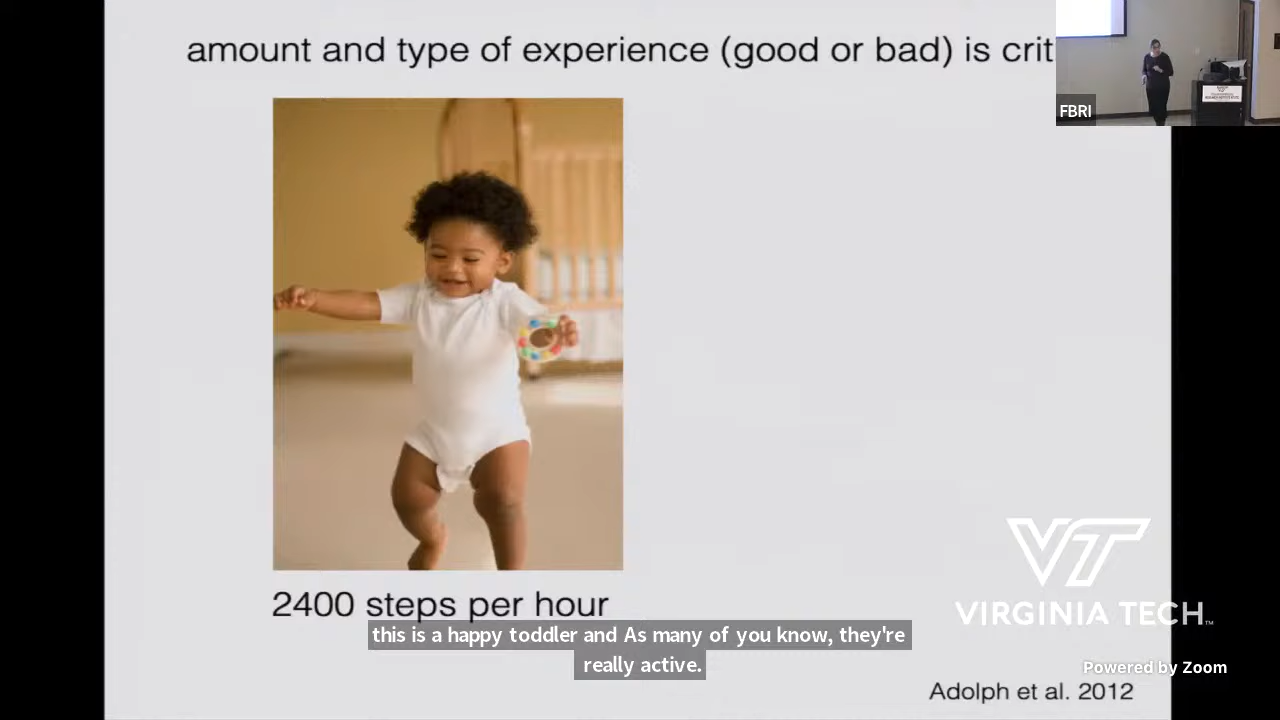 amount and type of experience (good or bad) is crit
FBRI
2400 steps per hour
this is a happy toddler and As many of you know, they're
really active.
VT
VIRGINIA TECH™
Powered by Zoom
Adolph et al. 2012